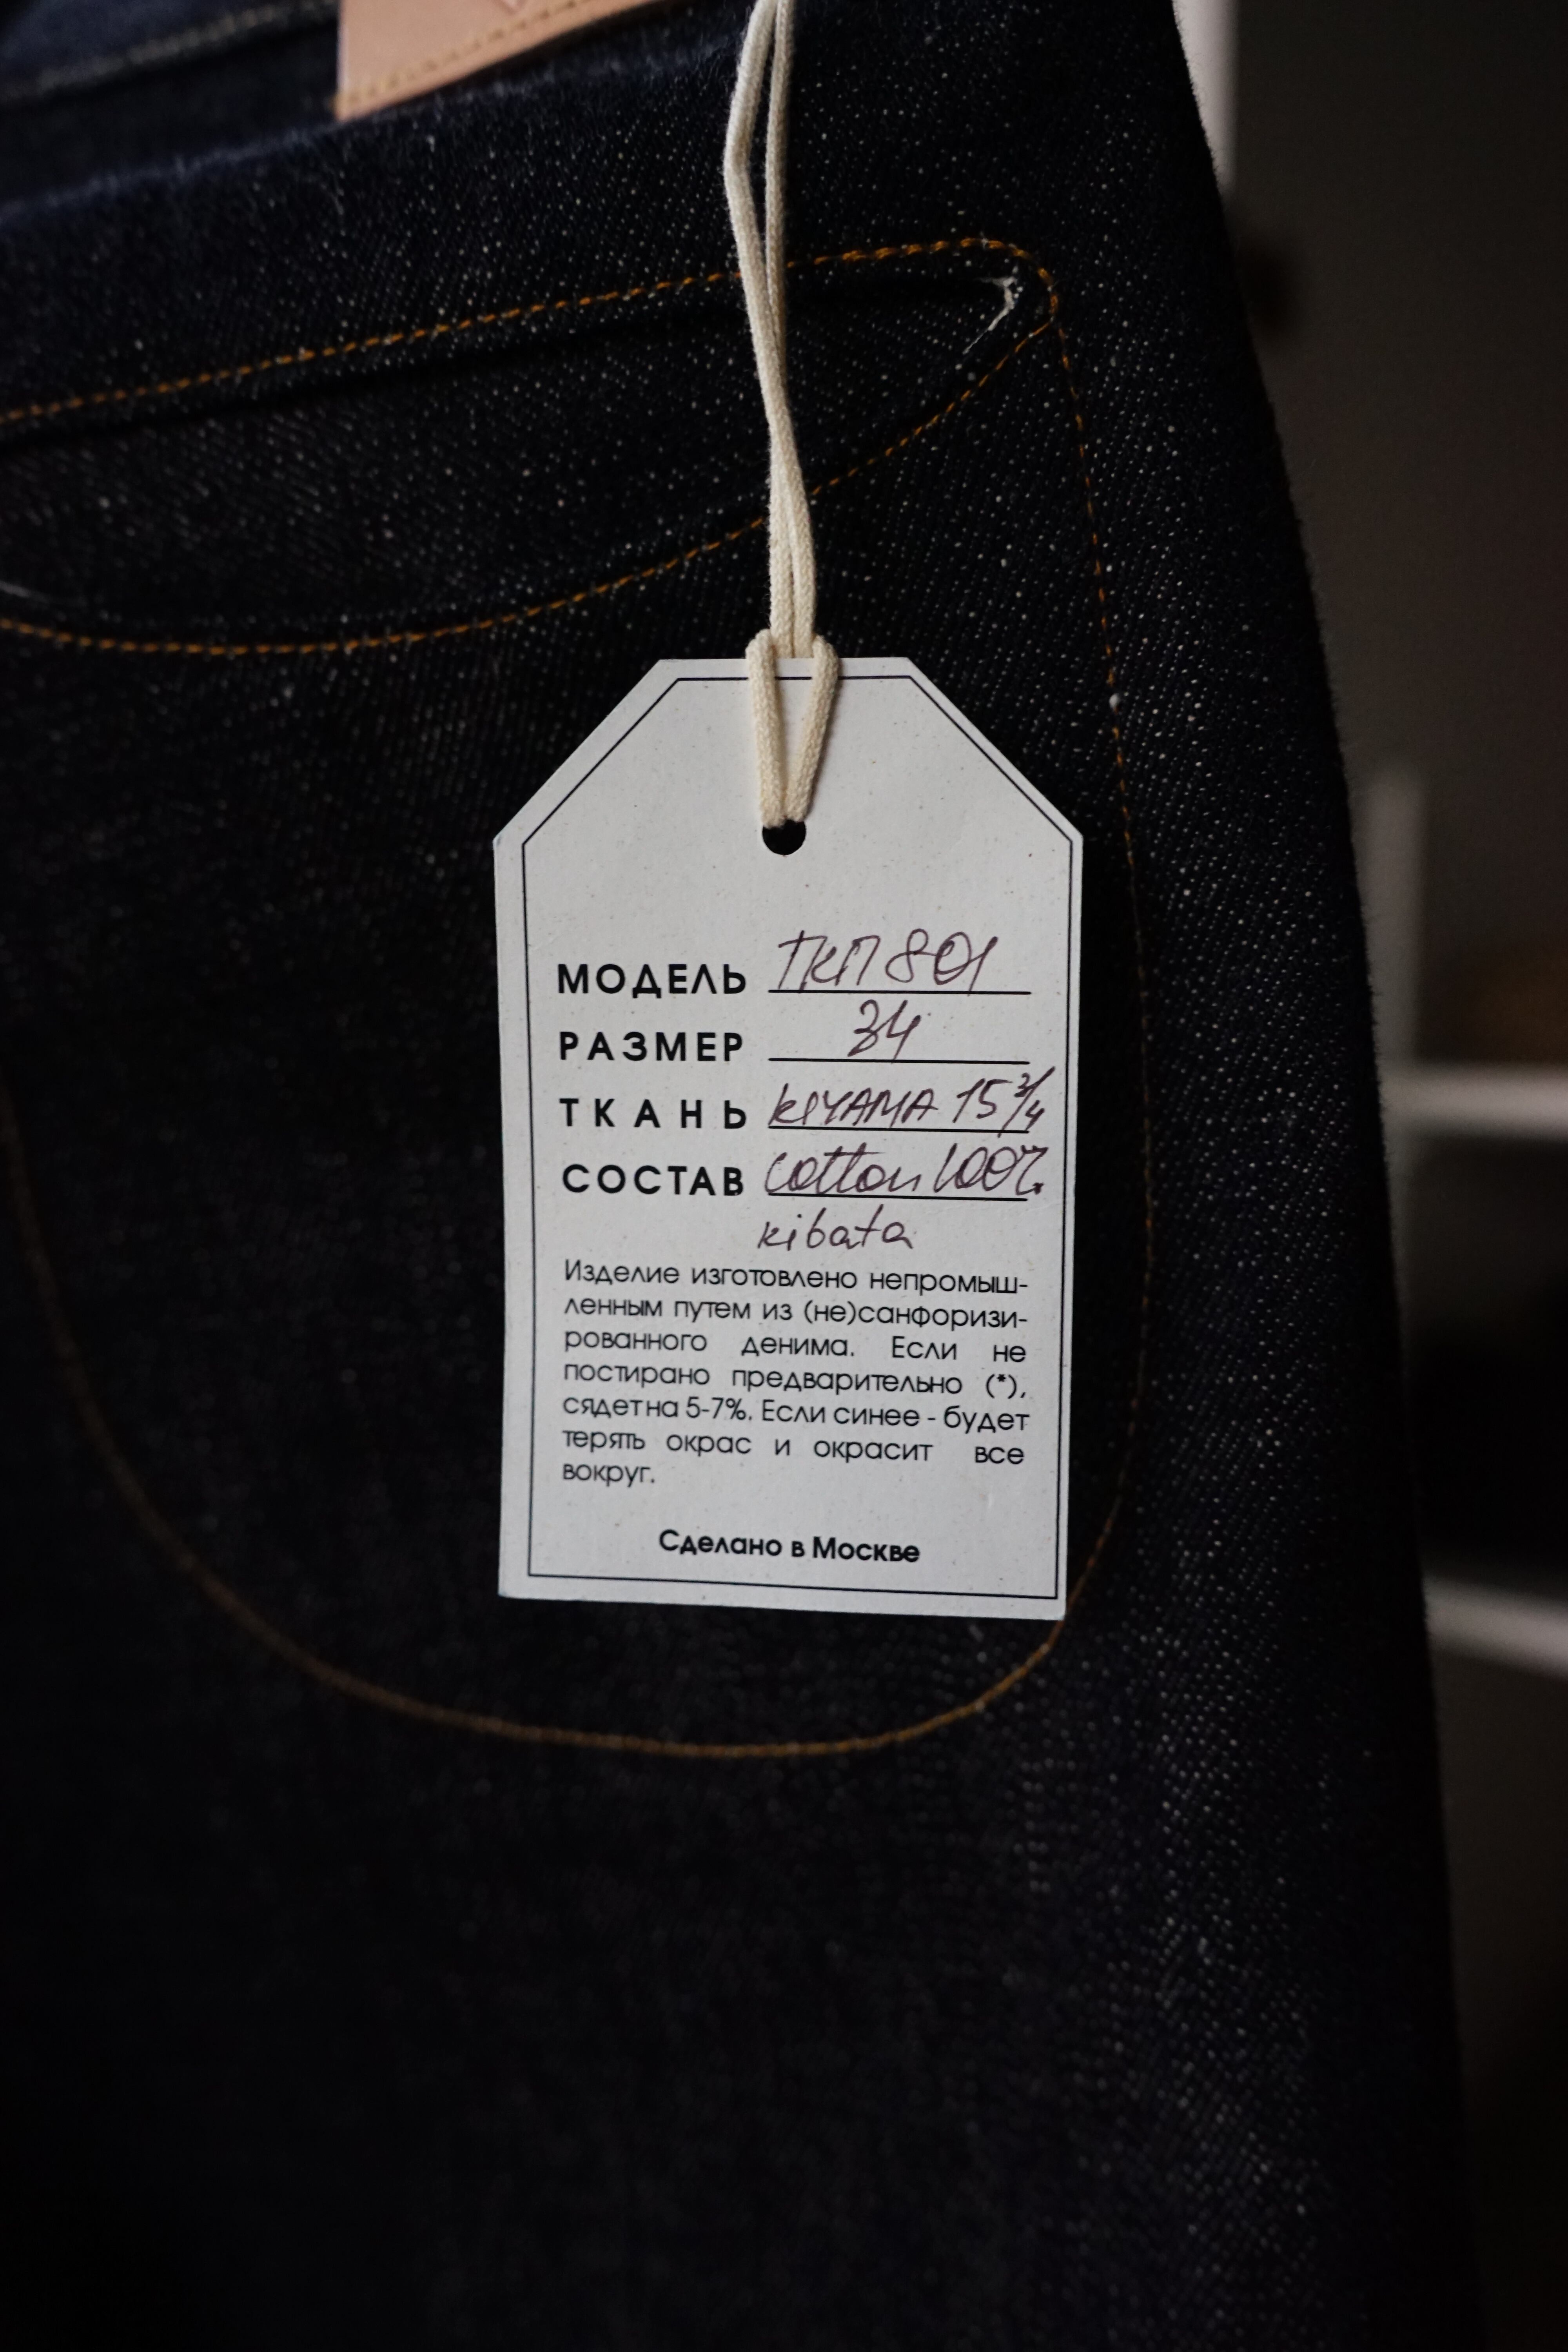 МОДЕЛЬ ТКП 801
РАЗМЕР 34
ТКАНЬ KIYAMA 15 3/4
СОСТАВ Cotton 100%
kibata
Изделие изготовлено непромыш-
ленным путем из (не)санфоризи-
рованного денима. Если не
постирано предварительно (*),
сядет на 5-7%. Если синее - будет
терять окрас и окрасит все
вокруг.
Сделано в Москве